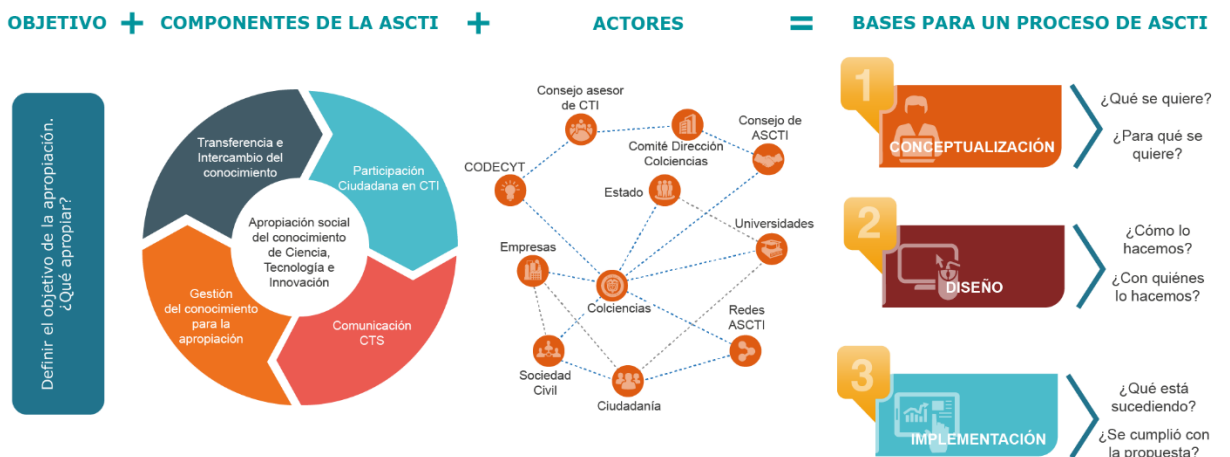 OBJETIVO + COMPONENTES DE LA ASCTI + ACTORES = BASES PARA UN PROCESO DE ASCTI
Definir el objetivo de la apropiación.
¿Qué apropiar?
Transferencia e
Intercambio del
conocimiento
Participación
Ciudadana en CTI
Apropiación social
del conocimiento
de Ciencia,
Tecnología e
Innovación
Gestión
del conocimiento
para la
apropiación
Comunicación
CTS
Consejo asesor
de CTI
Comité Dirección
Colciencias
Consejo de
ASCTI
CODECYT
Estado
Universidades
Empresas
Colciencias
Redes
ASCTI
Sociedad
Civil
Ciudadanía
1
CONCEPTUALIZACIÓN
¿Qué se quiere?
¿Para qué se
quiere?
2
DISEÑO
¿Cómo lo
hacemos?
¿Con quiénes
lo hacemos?
3
IMPLEMENTACIÓN
¿Qué está
sucediendo?
¿Se cumplió con
la propuesta?